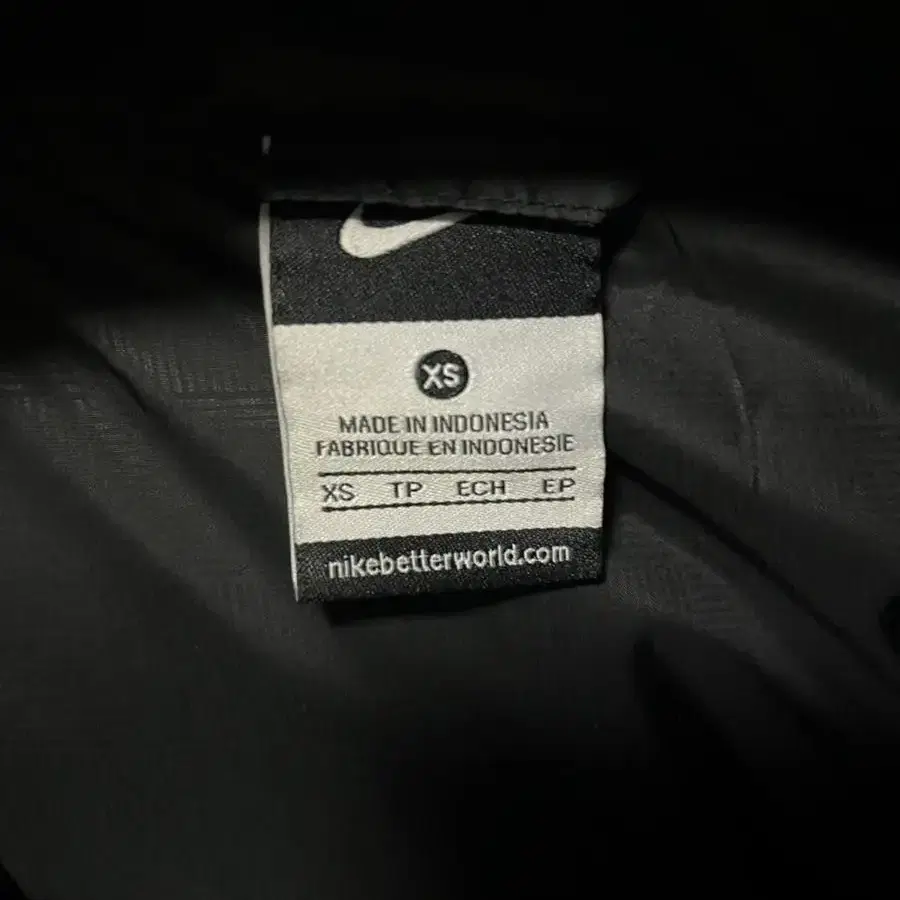 XS
MADE IN INDONESIA
FABRIQUE EN INDONESIE
XS TP ECH EP
nikebetterworld.com